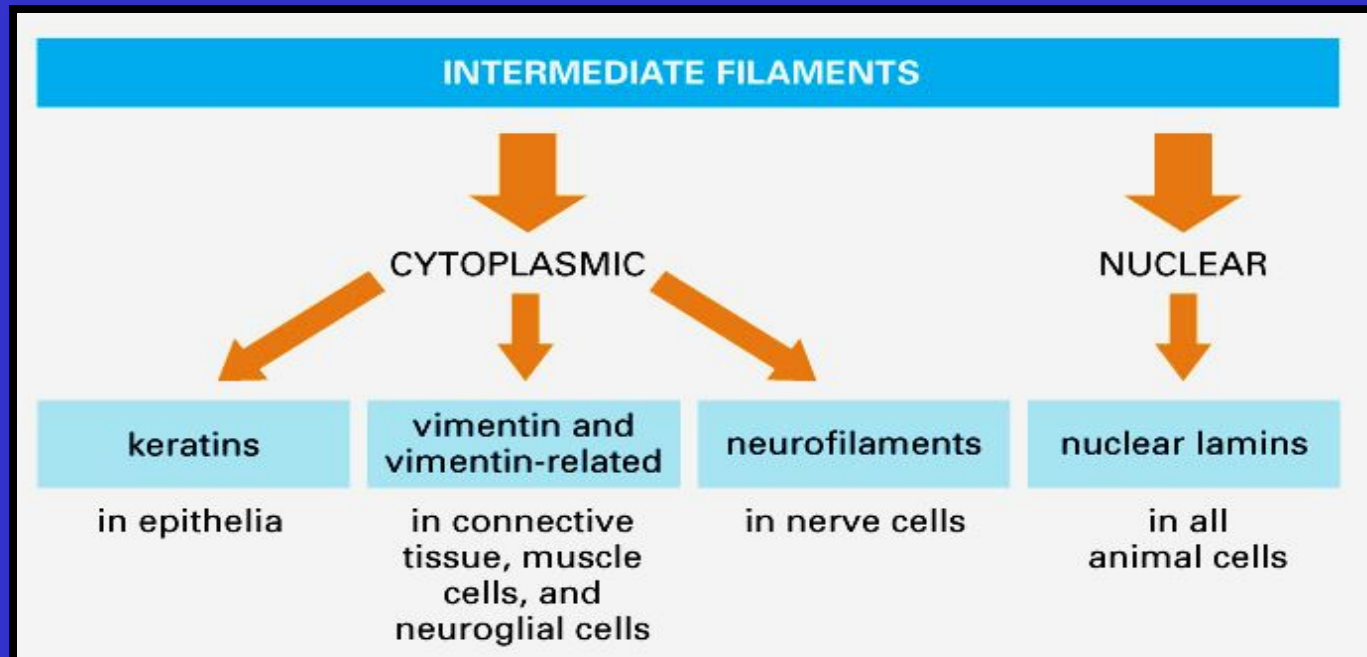 INTERMEDIATE FILAMENTS
CYTOPLASMIC
NUCLEAR
keratins
in epithelia
vimentin and
vimentin-related
in connective
tissue, muscle
cells, and
neuroglial cells
neurofilaments
in nerve cells
nuclear lamins
in all
animal cells